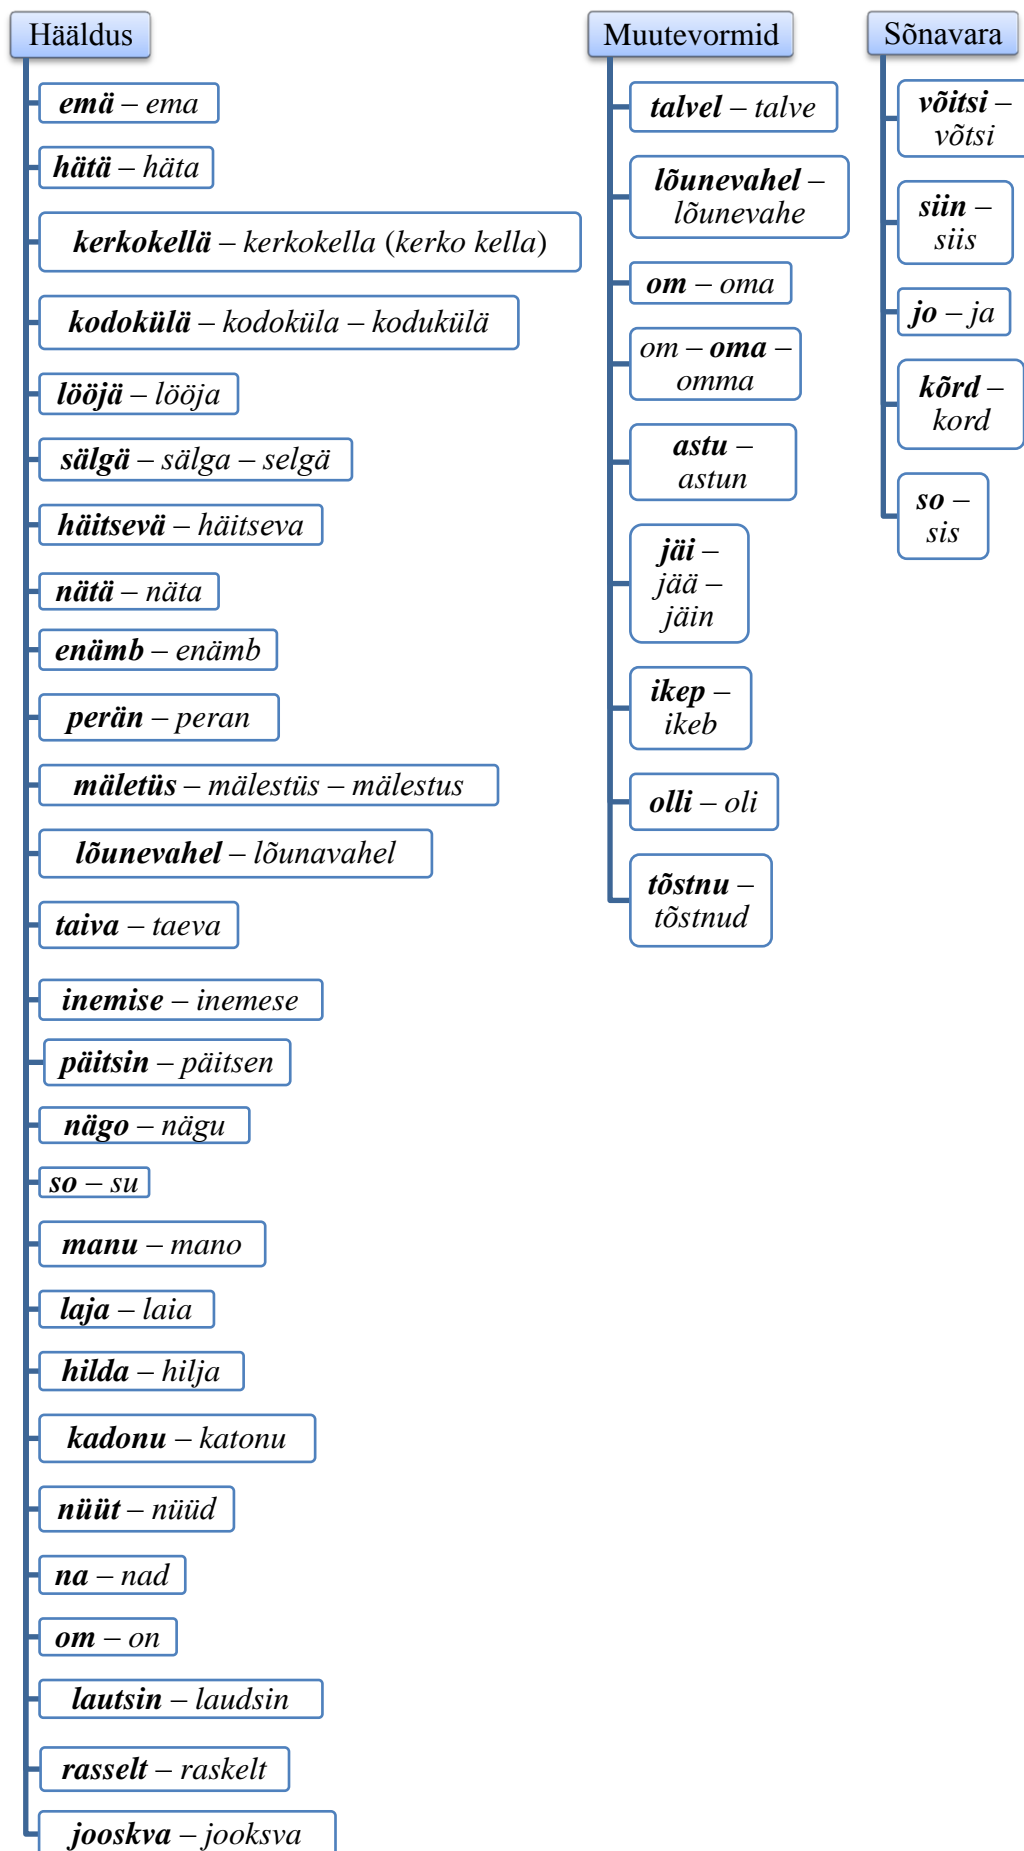 Hääldus
emä – ema
hätä – häta
kerkokellä – kerkokella (kerko kella)
kodokülä – kodoküla – kodukülä
lööjä – lööja
sälgä – sälga – selgä
häitsevä – häitseva
nätä – näta
enämb – enämb
perän – peran
mäletüs – mälestüs – mälestus
lõunevahel – lõunavahel
taiva – taeva
inemise – inemese
päitsin – päitsen
nägo – nägu
so – su
manu – mano
laja – laia
hilda – hilja
kadonu – katonu
nüüt – nüüd
na – nad
om – on
lautsin – laudsin
rasselt – raskelt
jooskva – jooksva
Muutevormid
talvel – talve
lõunevahel –
lõunevahe
om – oma
om – oma –
omma
astu –
astun
jäi –
jää –
jäin
ikep –
ikeb
olli – oli
tõstnu –
tõstnud
Sõnavara
võitsi –
võtsi
siin –
siis
jo – ja
kõrd –
kord
so –
sis